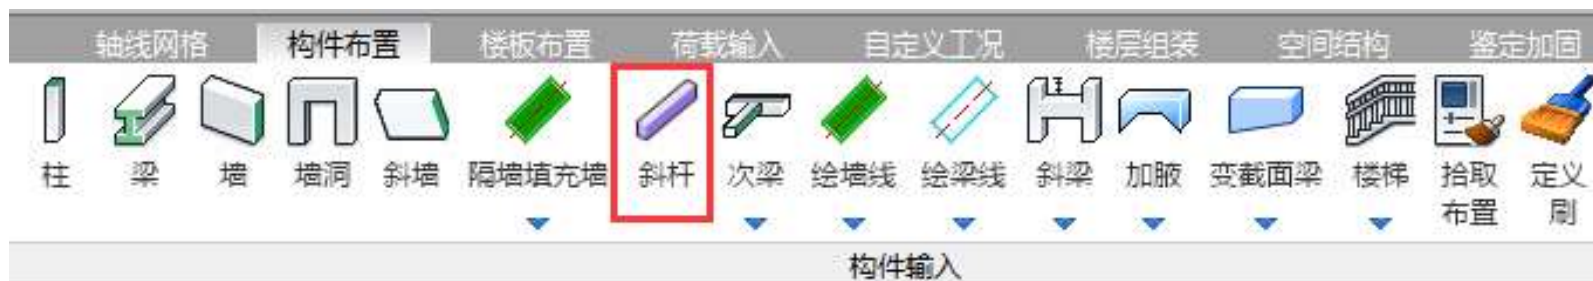 轴线网格 构件布置 楼板布置 荷载输入 自定义工况 楼层组装 空间结构 鉴定加固
柱 梁 墙 墙洞 斜墙 隔墙填充墙 斜杆 次梁 绘墙线 绘梁线 斜梁 加腋 变截面梁 楼梯 拾取 定义
布置 刷
构件输入